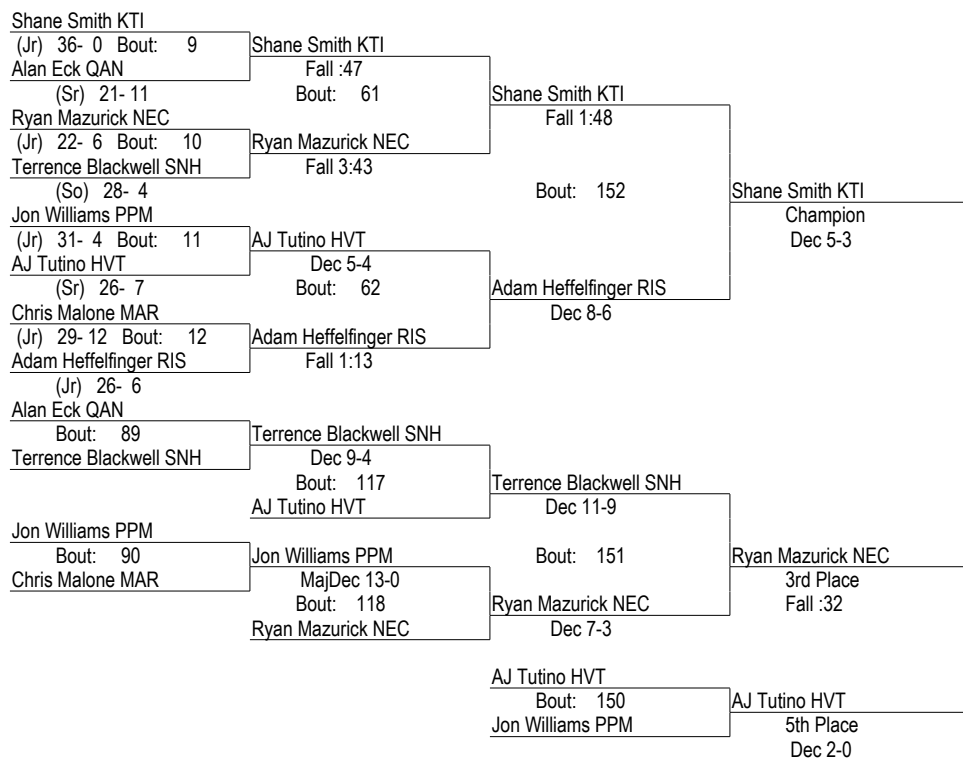 Shane Smith KTI
(Jr) 36- 0 Bout: 9 Shane Smith KTI
Alan Eck QAN Fall :47
(Sr) 21- 11 Bout: 61 Shane Smith KTI
Ryan Mazurick NEC Fall 1:48
(Jr) 22- 6 Bout: 10 Ryan Mazurick NEC
Terrence Blackwell SNH Fall 3:43
(So) 28- 4 Bout: 152 Shane Smith KTI
Jon Williams PPM Champion
(Jr) 31- 4 Bout: 11 AJ Tutino HVT Dec 5-3
AJ Tutino HVT Dec 5-4
(Sr) 26- 7 Bout: 62 Adam Heffelfinger RIS
Chris Malone MAR Dec 8-6
(Jr) 29- 12 Bout: 12 Adam Heffelfinger RIS
Adam Heffelfinger RIS Fall 1:13
(Jr) 26- 6
Alan Eck QAN
Bout: 89 Terrence Blackwell SNH
Terrence Blackwell SNH Dec 9-4
Bout: 117 Terrence Blackwell SNH
AJ Tutino HVT Dec 11-9
Jon Williams PPM
Bout: 90 Jon Williams PPM Bout: 151 Ryan Mazurick NEC
Chris Malone MAR MajDec 13-0 3rd Place
Bout: 118 Ryan Mazurick NEC Fall :32
Ryan Mazurick NEC Dec 7-3
AJ Tutino HVT
Bout: 150 AJ Tutino HVT
Jon Williams PPM 5th Place
Dec 2-0